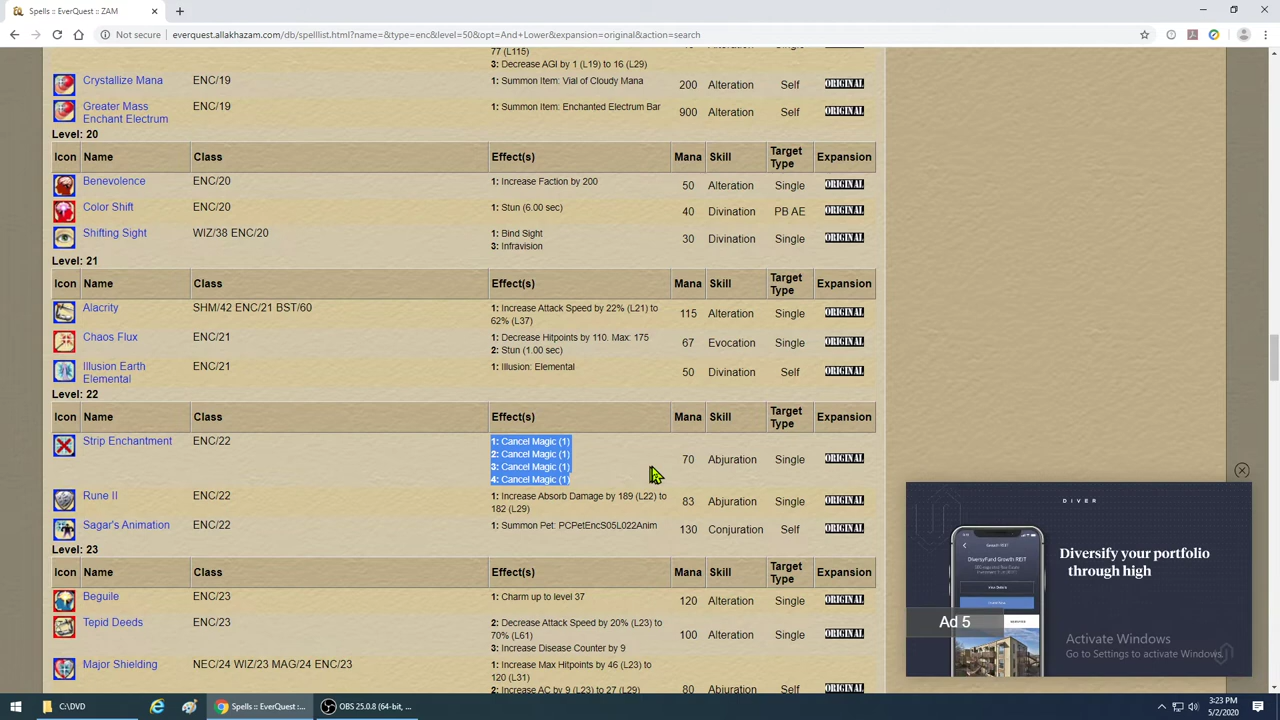 Spells :: EverQuest :: ZAM
Not secure
everquest.allakhazam.com/db/spelllist.html?name=&type=enc&level=50&opt=And+Lower&expansion=original&action=search
77 (L115)
3: Decrease AGI by 1 (L19) to 16 (L29)
Crystallize Mana ENC/19 1: Summon Item: Vial of Cloudy Mana 200 Alteration Self ORIGINAL
Greater Mass Enchant Electrum ENC/19 1: Summon Item: Enchanted Electrum Bar 900 Alteration Self ORIGINAL
Level: 20
Icon Name Class Effect(s) Mana Skill Target Type Expansion
Benevolence ENC/20 1: Increase Faction by 200 50 Alteration Single ORIGINAL
Color Shift ENC/20 1: Stun (6.00 sec) 40 Divination PB AE ORIGINAL
Shifting Sight WIZ/38 ENC/20 1: Bind Sight 30 Divination Single ORIGINAL
3: Infravision
Level: 21
Icon Name Class Effect(s) Mana Skill Target Type Expansion
Alacrity SHM/42 ENC/21 BST/60 1: Increase Attack Speed by 22% (L21) to 62% (L37) 115 Alteration Single ORIGINAL
Chaos Flux ENC/21 1: Decrease Hitpoints by 110. Max: 175 67 Evocation Single ORIGINAL
2: Stun (1.00 sec)
Illusion Earth Elemental ENC/21 1: Illusion: Elemental 50 Divination Self ORIGINAL
Level: 22
Icon Name Class Effect(s) Mana Skill Target Type Expansion
Strip Enchantment ENC/22 1: Cancel Magic (1)
2: Cancel Magic (1)
3: Cancel Magic (1) 70 Abjuration Single ORIGINAL
4: Cancel Magic (1)
Rune II ENC/22 1: Increase Absorb Damage by 189 (L22) to 182 (L29) 83 Abjuration Single ORIGINAL
Sagar's Animation ENC/22 1: Summon Pet: PCPetEncS05L022Anim 130 Conjuration Self ORIGINAL
Level: 23
Icon Name Class Effect(s) Mana Skill Target Type Expansion
Beguile ENC/23 1: Charm up to level 37 120 Alteration Single ORIGINAL
Tepid Deeds ENC/23 2: Decrease Attack Speed by 20% (L23) to 70% (L61) 100 Alteration Single ORIGINAL
3: Increase Disease Counter by 9
Major Shielding NEC/24 WIZ/23 MAG/24 ENC/23 1: Increase Max Hitpoints by 46 (L23) to 120 (L31)
2: Increase AC by 9 (L23) to 27 (L29) 80 Abjuration Self ORIGINAL
DIVER
Diversify your portfolio
through high
DiversyFund Growth REIT
Ad 5
Activate Windows
Go to Settings to activate Windows.
C:\DVD
Spells :: EverQuest :...
OBS 25.0.8 (64-bit, ...
3:23 PM
5/2/2020